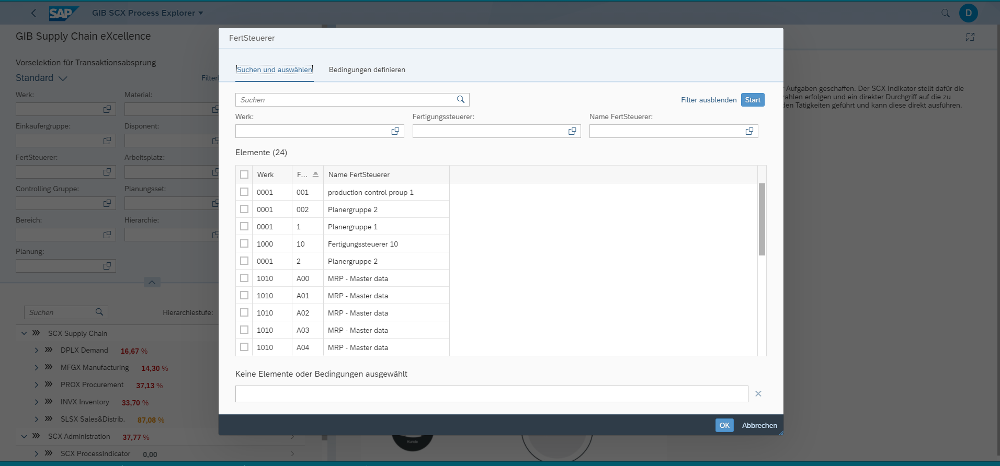 SAP
GIB SCX Process Explorer
D
GIB Supply Chain eXcellence
Vorselektion für Transaktionsabsprung
Standard
Werk:
Material:
Einkäufergruppe:
Disponent:
FertSteuerer:
Arbeitsplatz:
Controlling Gruppe:
Planungsset:
Bereich:
Hierarchie:
Planung:
Suchen
Hierarchiestufe:
SCX Supply Chain
DPLX Demand 16,67 %
MFGX Manufacturing 14,30 %
PROX Procurement 37,13 %
INVX Inventory 33,70 %
SLSX Sales&Distrib. 87,08 %
SCX Administration 37,77 %
SCX ProcessIndicator 0,00
FertSteuerer
Suchen und auswählen
Bedingungen definieren
Suchen
Filter ausblenden
Start
Werk:
Fertigungssteuerer:
Name FertSteuerer:
Elemente (24)
Werk F... Name FertSteuerer
0001 001 production control proup 1
0001 002 Planergruppe 2
0001 1 Planergruppe 1
1000 10 Fertigungssteuerer 10
0001 2 Planergruppe 2
1010 A00 MRP - Master data
1010 A01 MRP - Master data
1010 A02 MRP - Master data
1010 A03 MRP - Master data
1010 A04 MRP - Master data
Keine Elemente oder Bedingungen ausgewählt
OK
Abbrechen
Aufgaben geschaffen. Der SCX Indikator stellt dafür die
zahlen erfolgen und ein direkter Durchgriff auf die zu
den Tätigkeiten geführt und kann diese direkt ausführen.
Kunde